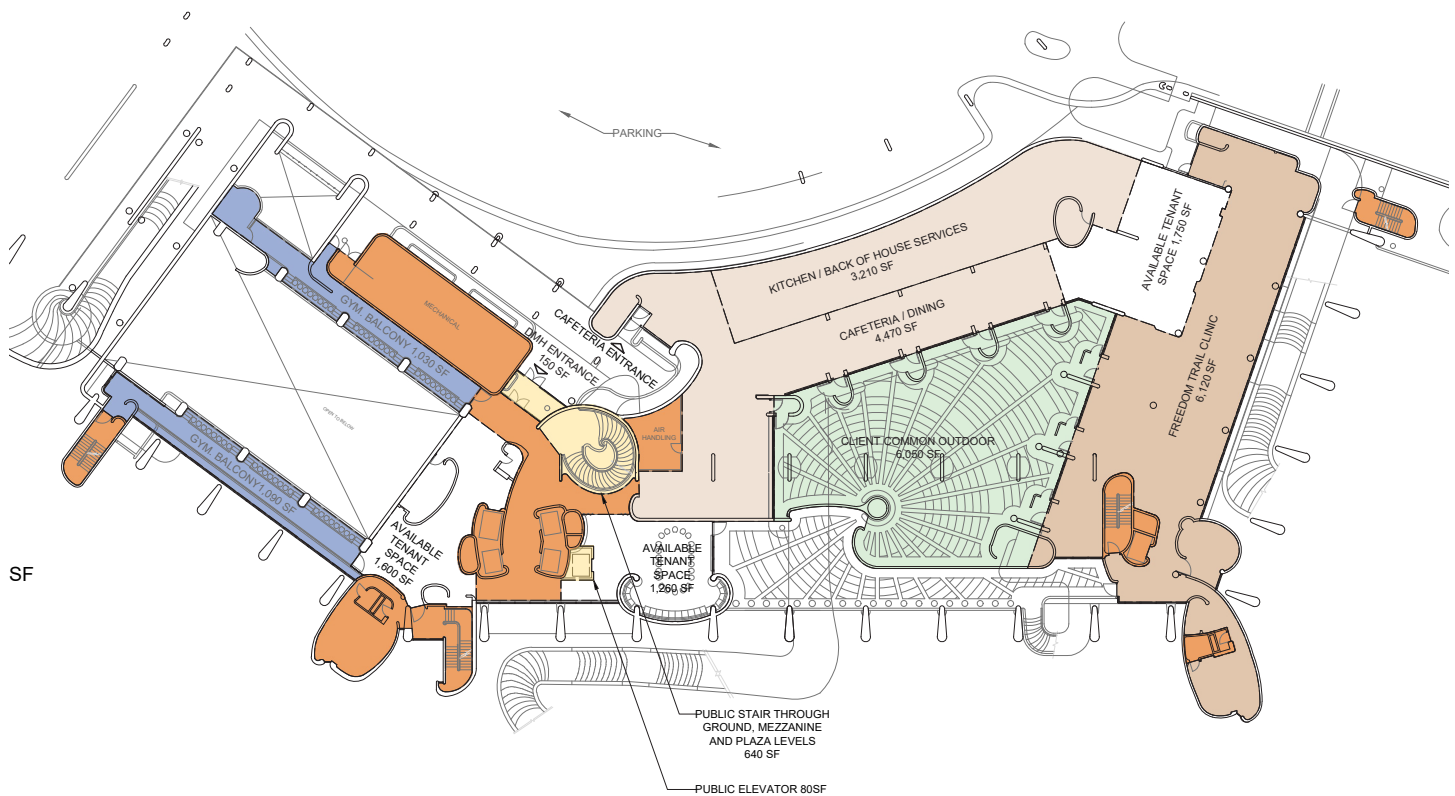 PARKING
KITCHEN / BACK OF HOUSE SERVICES
3,210 SF
CAFETERIA / DINING
4,470 SF
AVAILABLE TENANT
SPACE 1,750 SF
FREEDOM TRAIL CLINIC
6,120 SF
CLIENT COMMON OUTDOOR
6,050 SF
MECHANICAL
GYM. BALCONY 1,030 SF
CAFETERIA ENTRANCE
DMH ENTRANCE
150 SF
AIR
HANDLING
OPEN TO BELOW
GYM. BALCONY1,090 SF
AVAILABLE
TENANT
SPACE
1,600 SF
AVAILABLE
TENANT
SPACE
1,260 SF
SF
PUBLIC STAIR THROUGH
GROUND, MEZZANINE
AND PLAZA LEVELS
640 SF
PUBLIC ELEVATOR 80SF